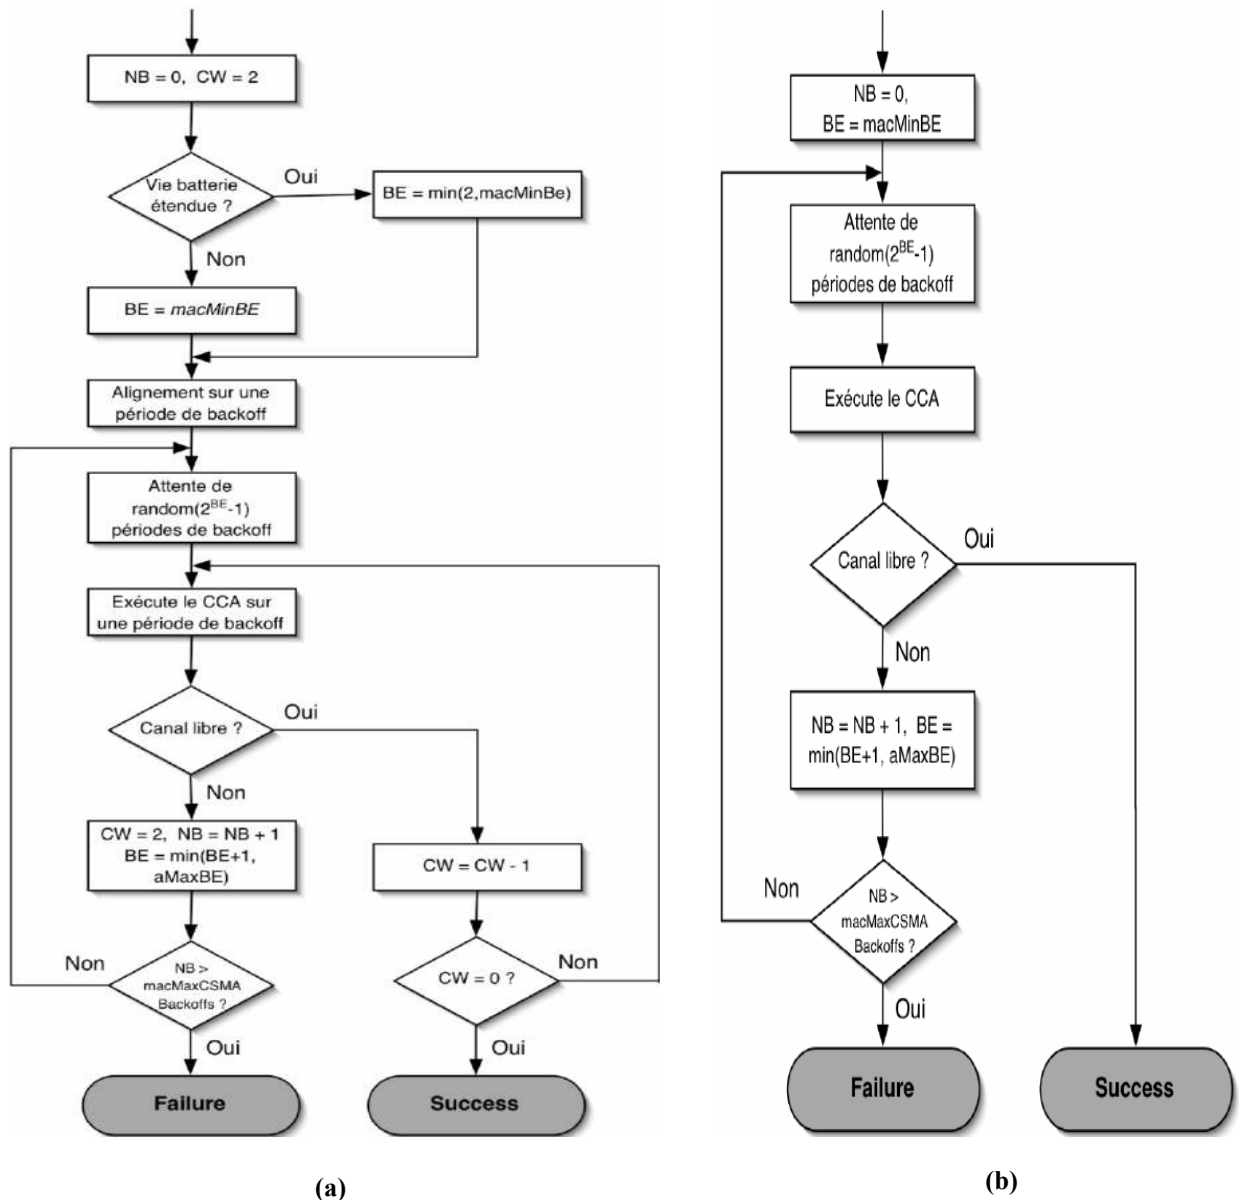 NB = 0, CW = 2
Vie batterie
étendue ?
Oui
BE = min(2,macMinBe)
Non
BE = macMinBE
Alignement sur une
période de backoff
Attente de
random(2^BE-1)
périodes de backoff
Exécute le CCA sur
une période de backoff
Canal libre ?
Oui
Non
CW = 2, NB = NB + 1
BE = min(BE+1,
aMaxBE)
CW = CW - 1
NB >
macMaxCSMA
Backoffs ?
Non
CW = 0 ?
Non
Oui
Oui
Failure
Success
(a)
NB = 0,
BE = macMinBE
Attente de
random(2^BE-1)
périodes de backoff
Exécute le CCA
Canal libre ?
Oui
Non
NB = NB + 1, BE =
min(BE+1, aMaxBE)
Non
NB >
macMaxCSMA
Backoffs ?
Oui
Failure
Success
(b)